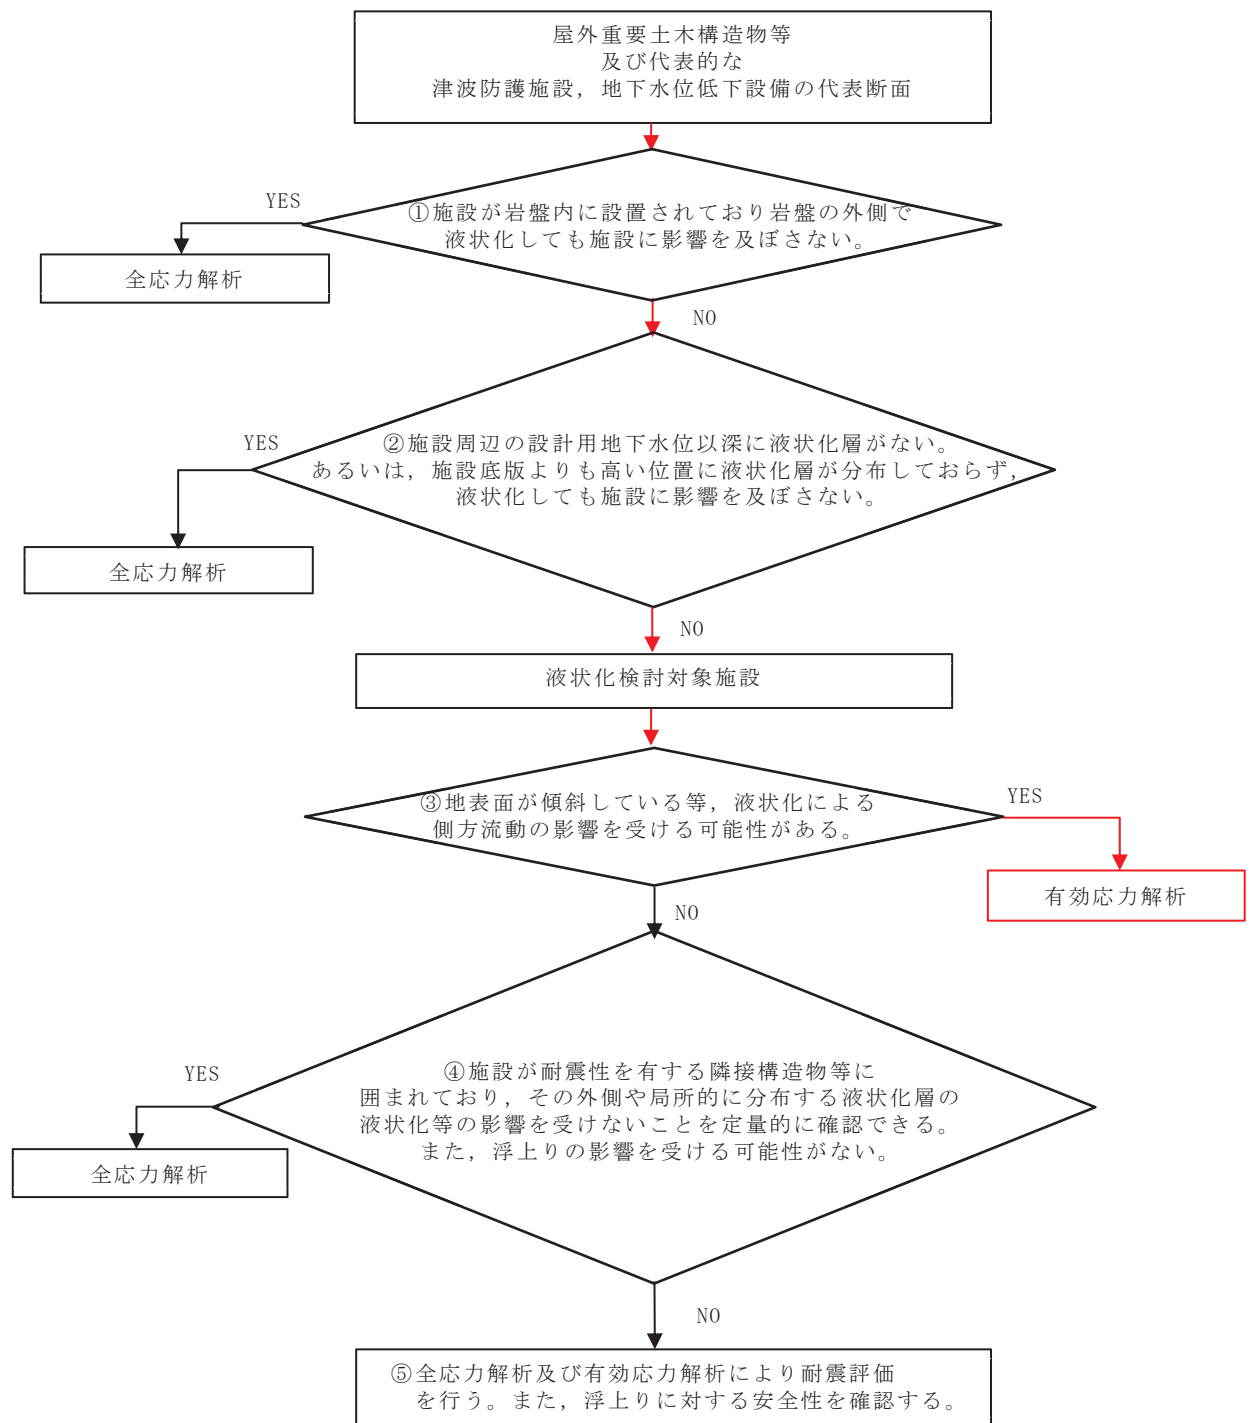 屋外重要土木構造物等
及び代表的な
津波防護施設，地下水位低下設備の代表断面
YES
①施設が岩盤内に設置されており岩盤の外側で
液状化しても施設に影響を及ぼさない。
全応力解析
NO
YES
②施設周辺の設計用地下水位以深に液状化層がない。
あるいは，施設底版よりも高い位置に液状化層が分布しておらず，
液状化しても施設に影響を及ぼさない。
全応力解析
NO
液状化検討対象施設
③地表面が傾斜している等，液状化による
側方流動の影響を受ける可能性がある。
YES
有効応力解析
NO
YES
④施設が耐震性を有する隣接構造物等に
囲まれており，その外側や局所的に分布する液状化層の
液状化等の影響を受けないことを定量的に確認できる。
また，浮上りの影響を受ける可能性がない。
全応力解析
NO
⑤全応力解析及び有効応力解析により耐震評価
を行う。また，浮上りに対する安全性を確認する。